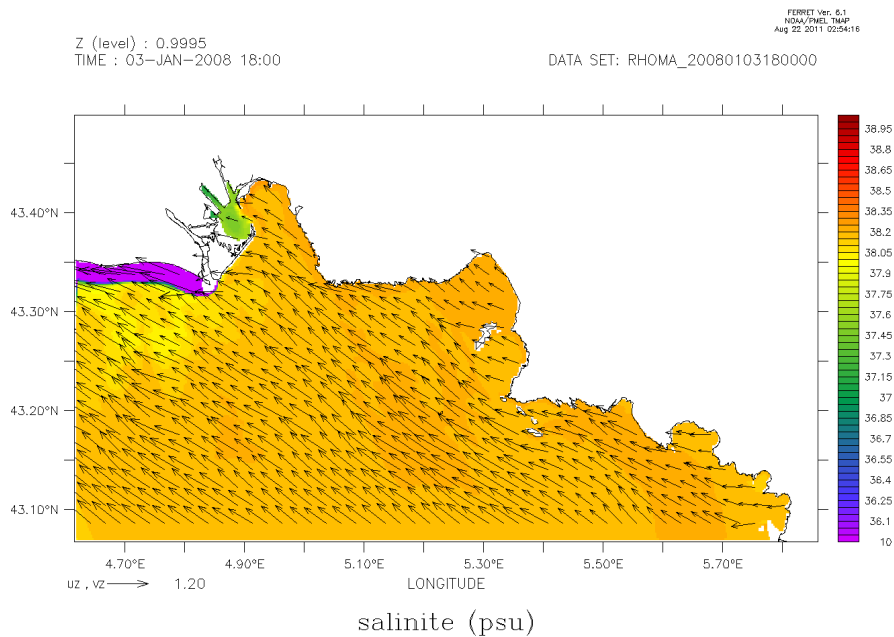 FERRET Ver. 6.1
NOAA/PMEL TMAP
Aug 22 2011 02:54:16
Z (level) : 0.9995
TIME : 03-JAN-2008 18:00
DATA SET: RHOMA_20080103180000
38.95
38.8
38.65
38.5
38.35
38.2
38.05
37.9
37.75
37.6
37.45
37.3
37.15
37
36.85
36.7
36.55
36.4
36.25
36.1
10
43.40°N
43.30°N
43.20°N
43.10°N
4.70°E 4.90°E 5.10°E 5.30°E 5.50°E 5.70°E
UZ , VZ 1.20
LONGITUDE
salinite (psu)